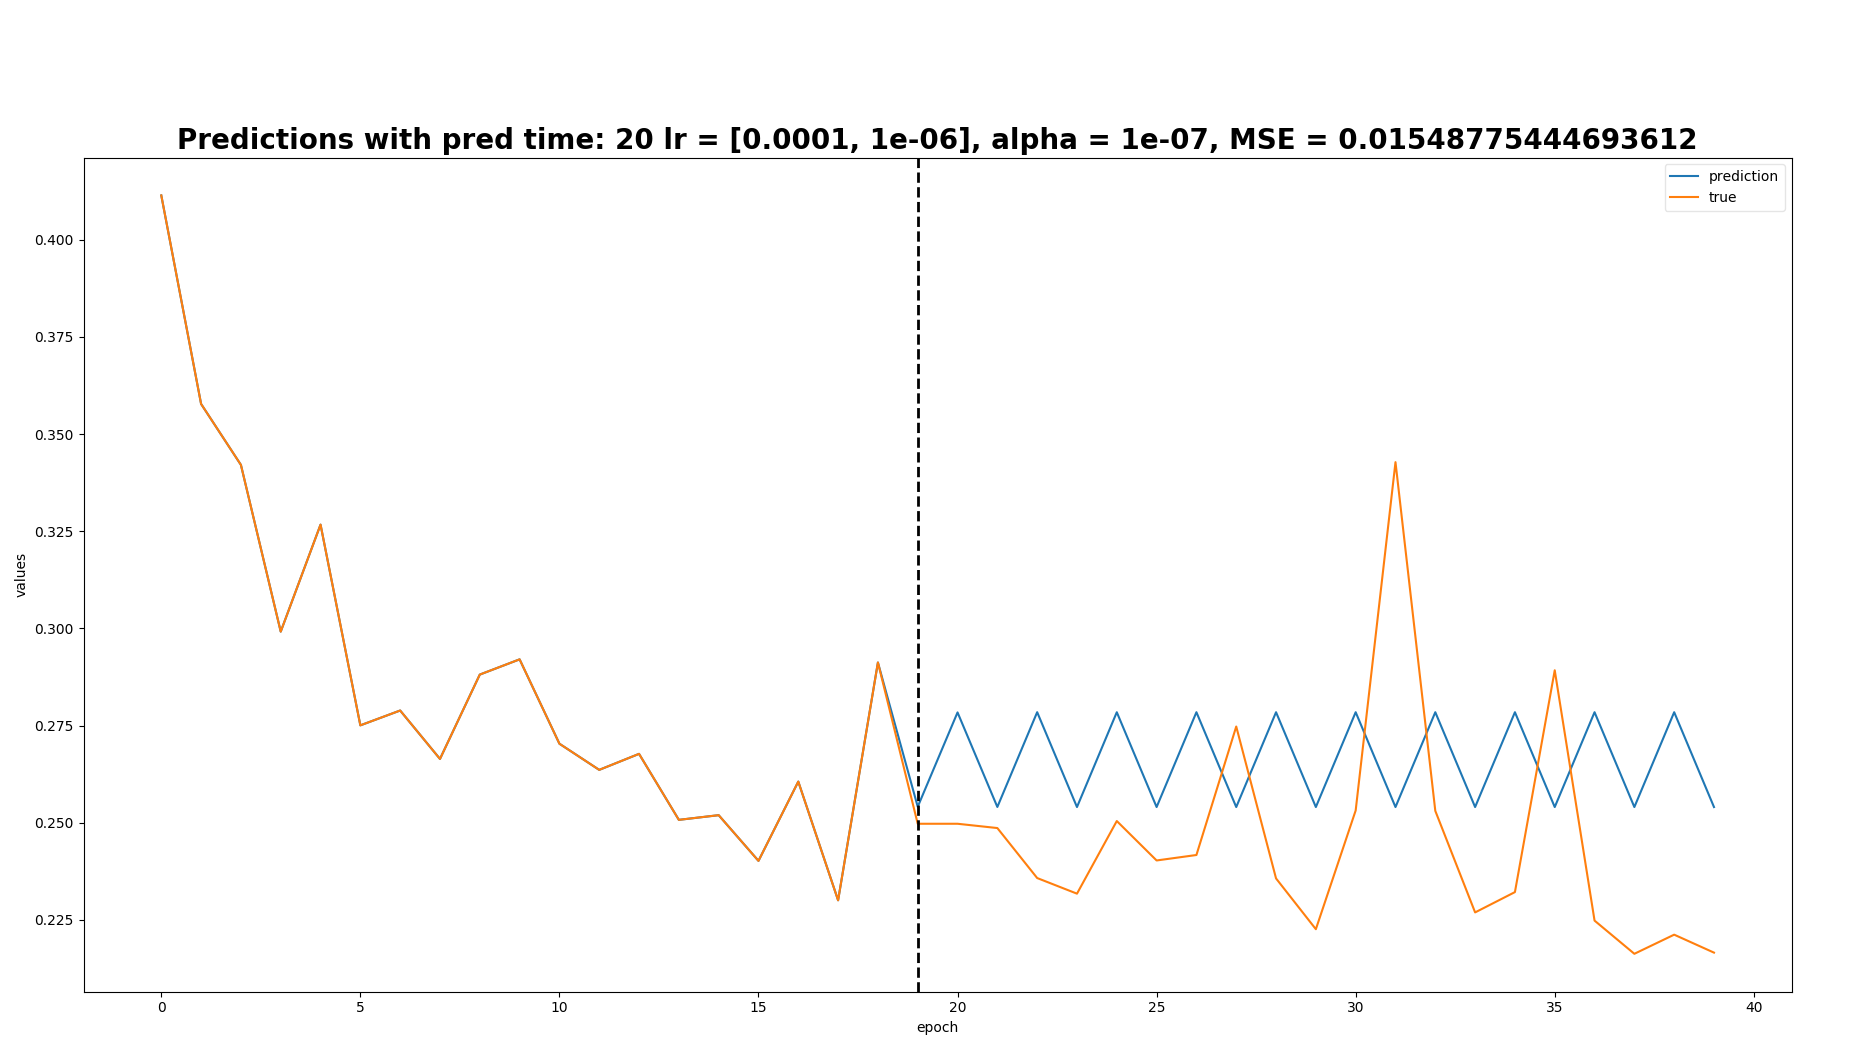 Predictions with pred time: 20 lr = [0.0001, 1e-06], alpha = 1e-07, MSE = 0.01548775444693612
prediction
true
0.400
0.375
0.350
0.325
0.300
0.275
0.250
0.225
values
0 5 10 15 20 25 30 35 40
epoch